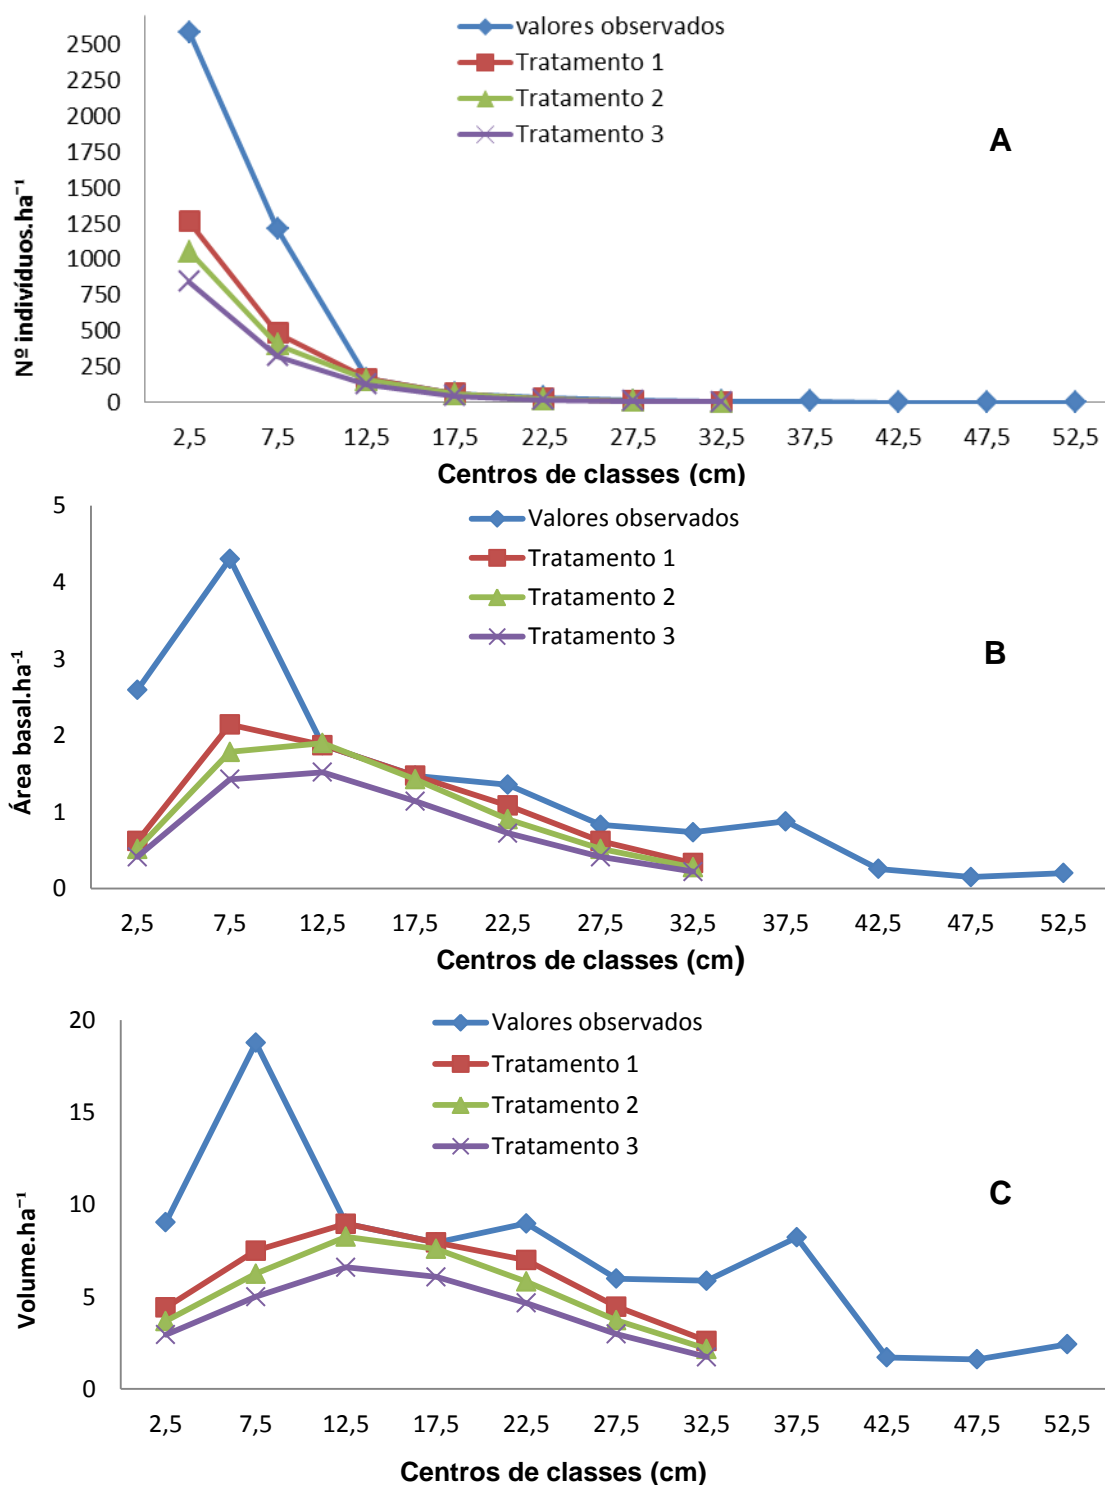 valores observados
Tratamento 1
Tratamento 2
Tratamento 3
A
Nº indivíduos.ha⁻¹
2500
2250
2000
1750
1500
1250
1000
750
500
250
0
2,5 7,5 12,5 17,5 22,5 27,5 32,5 37,5 42,5 47,5 52,5
Centros de classes (cm)
Valores observados
Tratamento 1
Tratamento 2
Tratamento 3
B
Área basal.ha⁻¹
5
4
3
2
1
0
2,5 7,5 12,5 17,5 22,5 27,5 32,5 37,5 42,5 47,5 52,5
Centros de classes (cm)
Valores observados
Tratamento 1
Tratamento 2
Tratamento 3
C
Volume.ha⁻¹
20
15
10
5
0
2,5 7,5 12,5 17,5 22,5 27,5 32,5 37,5 42,5 47,5 52,5
Centros de classes (cm)